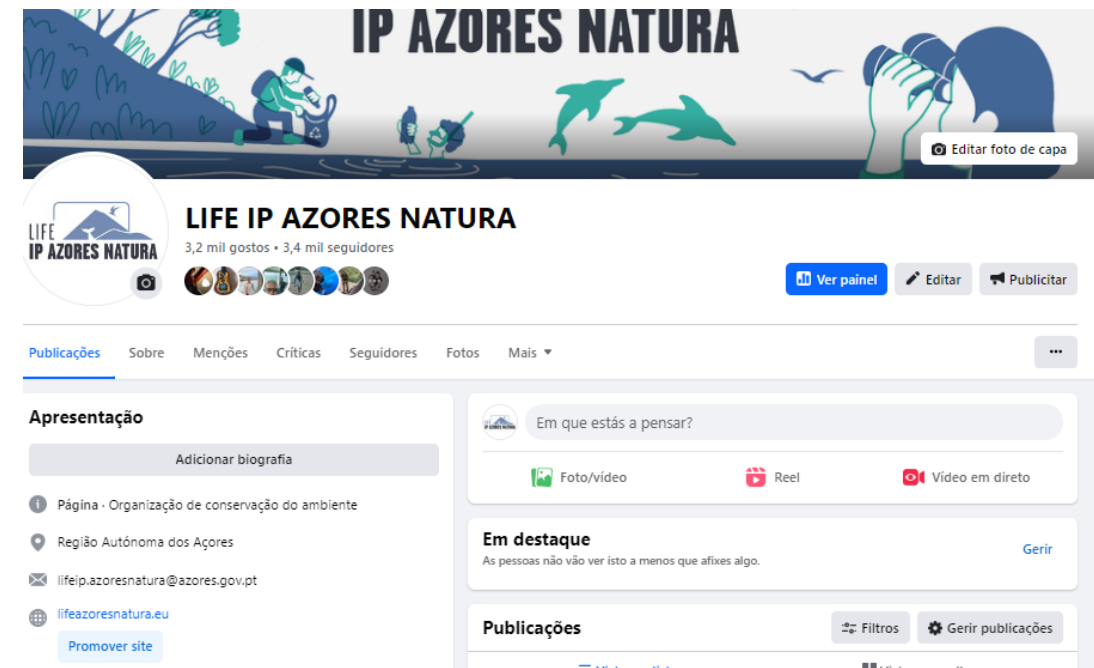 IP AZORES NATURA
Editar foto de capa
LIFE
IP AZORES NATURA
LIFE IP AZORES NATURA
3,2 mil gostos • 3,4 mil seguidores
Ver painel
Editar
Publicitar
Publicações
Sobre
Menções
Críticas
Seguidores
Fotos
Mais
Apresentação
Adicionar biografia
Página · Organização de conservação do ambiente
Região Autónoma dos Açores
lifeip.azoresnatura@azores.gov.pt
lifeazoresnatura.eu
Promover site
Em que estás a pensar?
Foto/vídeo
Reel
Vídeo em direto
Em destaque
Gerir
As pessoas não vão ver isto a menos que afixes algo.
Publicações
Filtros
Gerir publicações